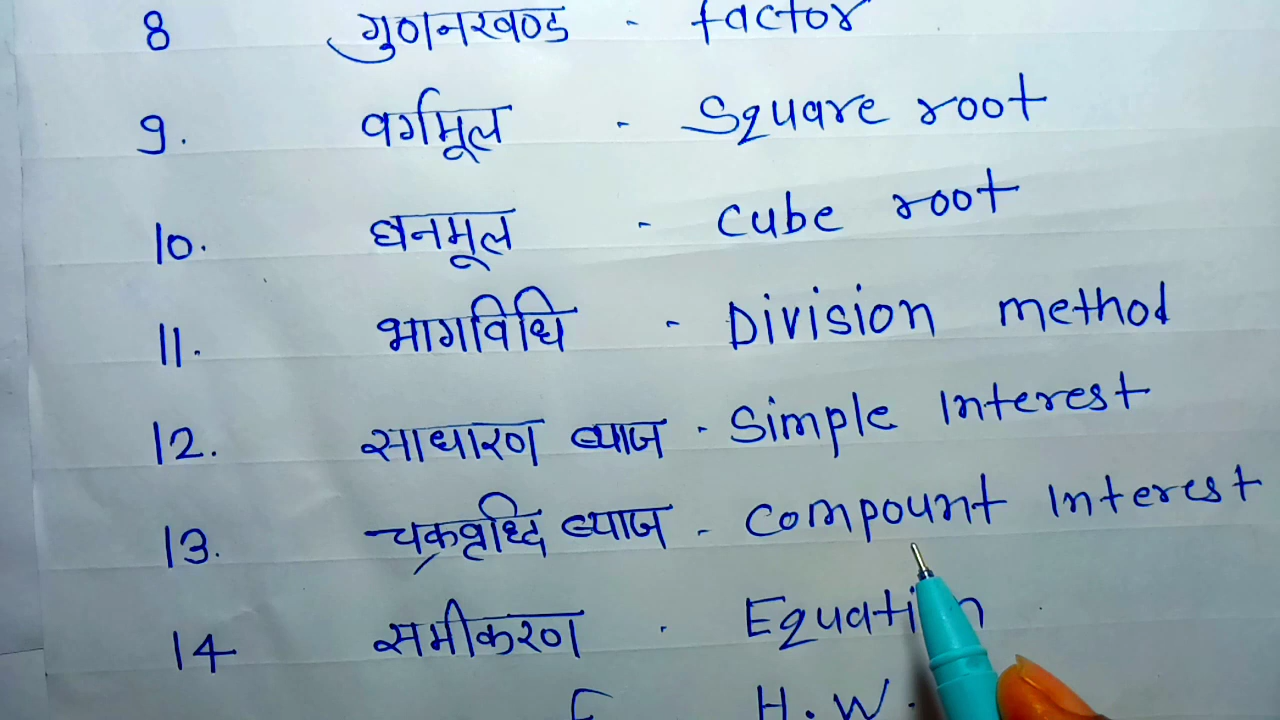 8 गुणनखण्ड - factor
9. वर्गमूल - Square root
10. घनमूल - Cube root
11. भागविधि - Division method
12. साधारण ब्याज - Simple Interest
13. चक्रवृध्दि ब्याज - Compount Interest
14 समीकरण - Equation
H.W.